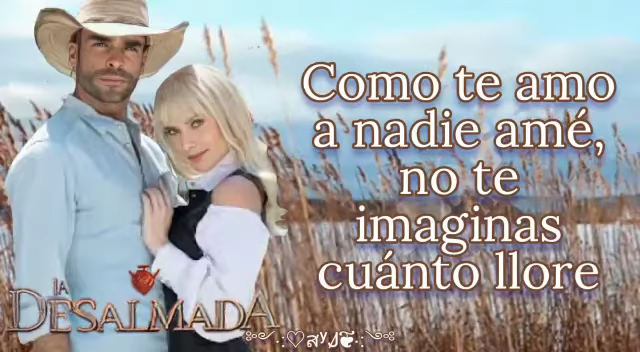 Como te amo
a nadie amé,
no te
imaginas
cuánto llore
LA
DESALMADA